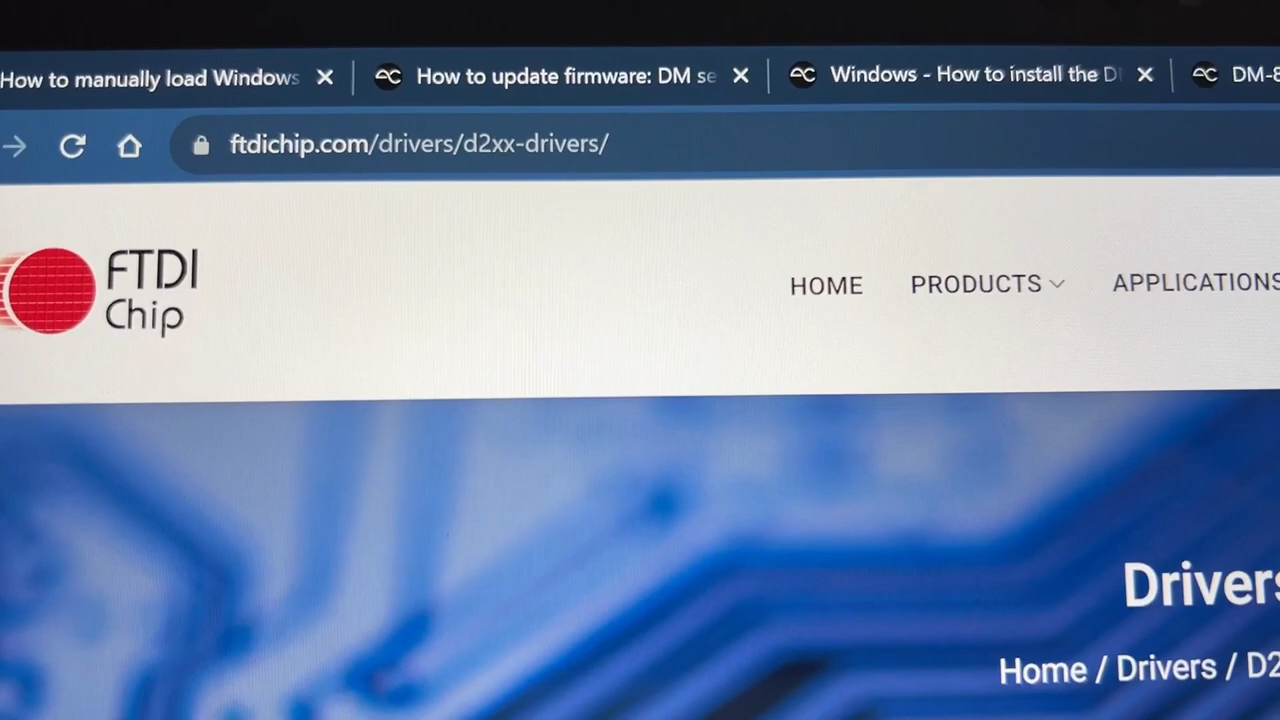 How to manually load Windows
How to update firmware: DM se
Windows - How to install the D
DM-8
ftdichip.com/drivers/d2xx-drivers/
FTDI
Chip
HOME
PRODUCTS
APPLICATIONS
Drivers
Home / Drivers / D2